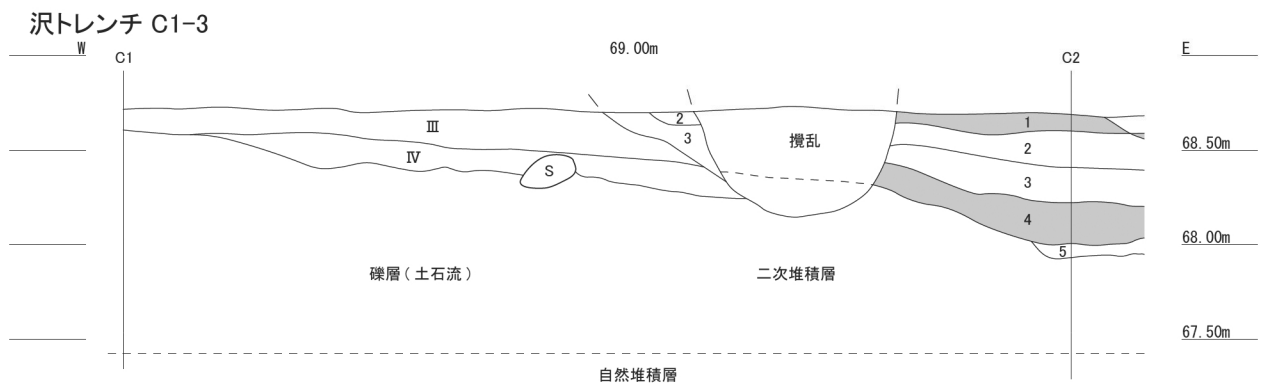 沢トレンチ C1-3
W
C1
69.00m
C2
E
2
3
Ⅲ
Ⅳ
S
攪乱
1
2
3
4
5
68.50m
68.00m
67.50m
礫層(土石流)
二次堆積層
自然堆積層